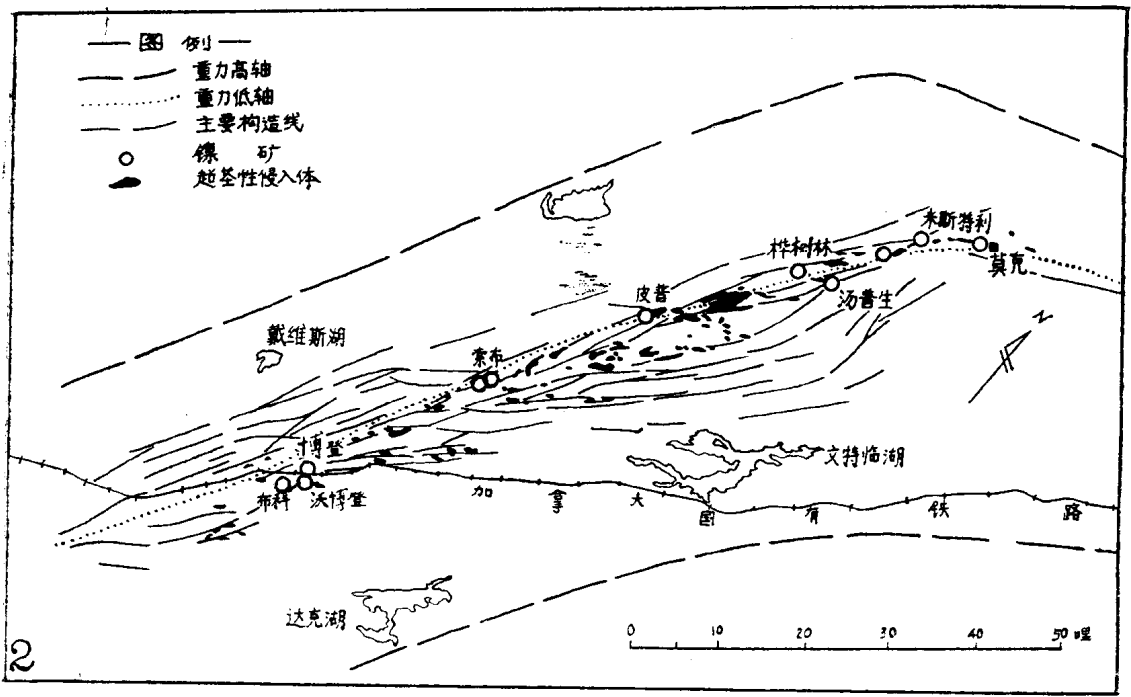 图 例
重力高轴
重力低轴
主要构造线
镍 矿
超基性侵入体
米斯特利
桦树林
莫克
皮普
汤普生
N
戴维斯湖
索布
博登
文特临湖
布科 沃博登
加拿大国有铁路
达克湖
0 10 20 30 40 50 哩
2